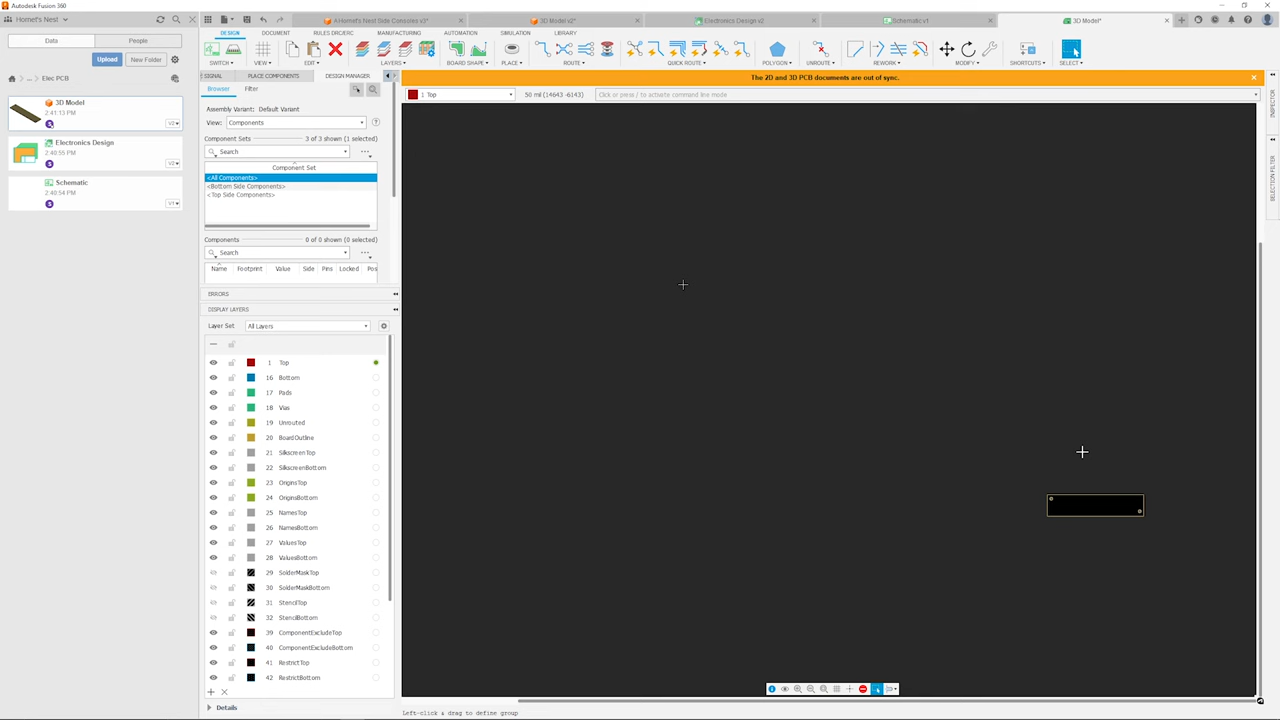 Autodesk Fusion 360
Hornet's Nest
A Hornet's Nest Side Consoles v3*
3D Model v2*
Electronics Design v2
Schematic v1
3D Model*
Data
People
Upload
New Folder
... Elec PCB
3D Model
2:41:13 PM
V2
Electronics Design
2:40:55 PM
V2
Schematic
2:40:54 PM
V1
DESIGN
DOCUMENT
RULES DRC/ERC
MANUFACTURING
AUTOMATION
SIMULATION
LIBRARY
SWITCH
VIEW
EDIT
LAYERS
BOARD SHAPE
PLACE
ROUTE
QUICK ROUTE
POLYGON
UNROUTE
REWORK
MODIFY
SHORTCUTS
SELECT
SIGNAL
PLACE COMPONENTS
DESIGN MANAGER
The 2D and 3D PCB documents are out of sync.
Browser
Filter
1 Top
50 mil (14643 -6143)
Click or press / to activate command line mode
Assembly Variant: Default Variant
View: Components
Component Sets
3 of 3 shown (1 selected)
Search
Component Set
<All Components>
<Bottom Side Components>
<Top Side Components>
Components
0 of 0 shown (0 selected)
Search
Name Footprint Value Side Pins Locked Pos
ERRORS
DISPLAY LAYERS
Layer Set: All Layers
1 Top
16 Bottom
17 Pads
18 Vias
19 Unrouted
20 BoardOutline
21 SilkscreenTop
22 SilkscreenBottom
23 OriginsTop
24 OriginsBottom
25 NamesTop
26 NamesBottom
27 ValuesTop
28 ValuesBottom
29 SolderMaskTop
30 SolderMaskBottom
31 StencilTop
32 StencilBottom
39 ComponentExcludeTop
40 ComponentExcludeBottom
41 RestrictTop
42 RestrictBottom
Details
Left-click & drag to define group
INSPECTOR
SELECTION FILTER